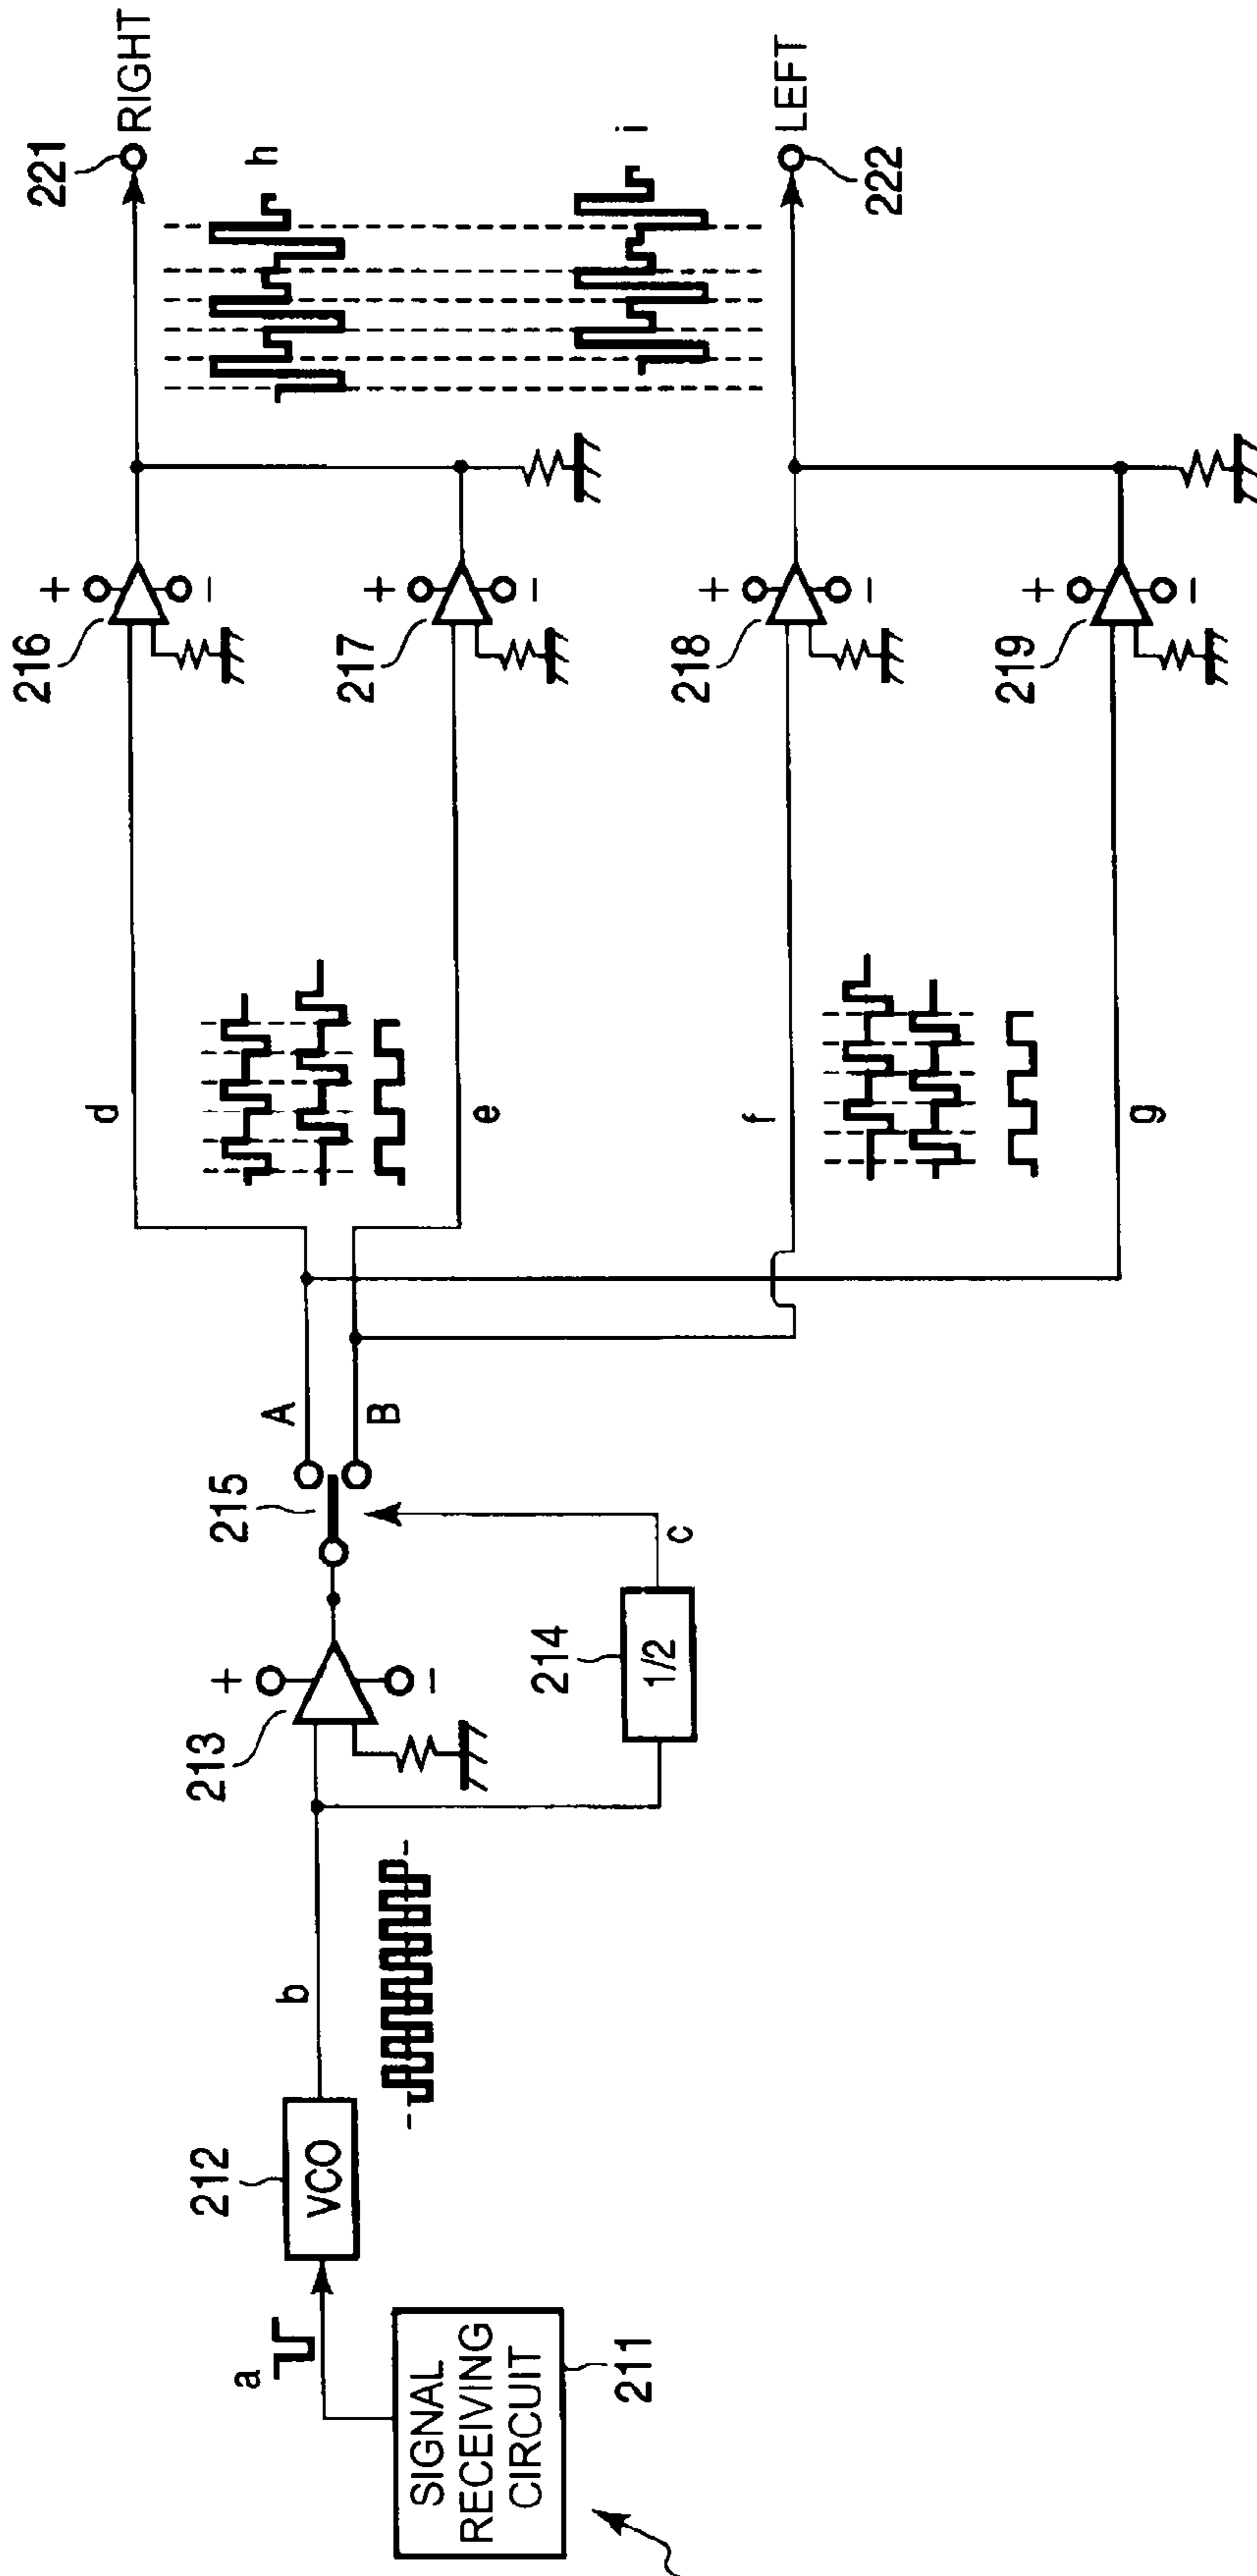 SIGNAL
RECEIVING
CIRCUIT
211
a
212
VCO
b
213
+
−
214
1/2
c
215
A
B
d
e
f
g
216
+
−
217
+
−
218
+
−
219
+
−
h
i
221
RIGHT
LEFT
222